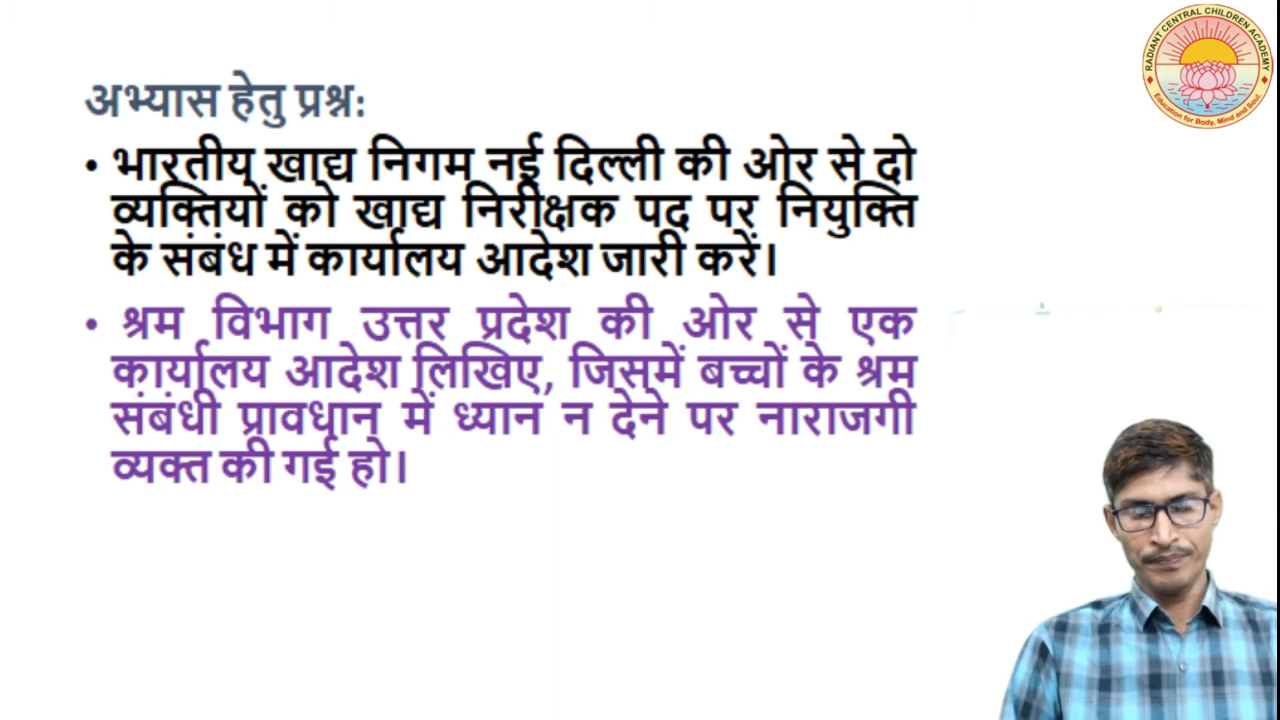 अभ्यास हेतु प्रश्न:
• भारतीय खाद्य निगम नई दिल्ली की ओर से दो
व्यक्तियों को खाद्य निरीक्षक पद पर नियुक्ति
के संबंध में कार्यालय आदेश जारी करें।
• श्रम विभाग उत्तर प्रदेश की ओर से एक
कार्यालय आदेश लिखिए, जिसमें बच्चों के श्रम
संबंधी प्रावधान में ध्यान न देने पर नाराजगी
व्यक्त की गई हो।
RADIANT CENTRAL CHILDREN ACADEMY
Education for Body, Mind and Soul.